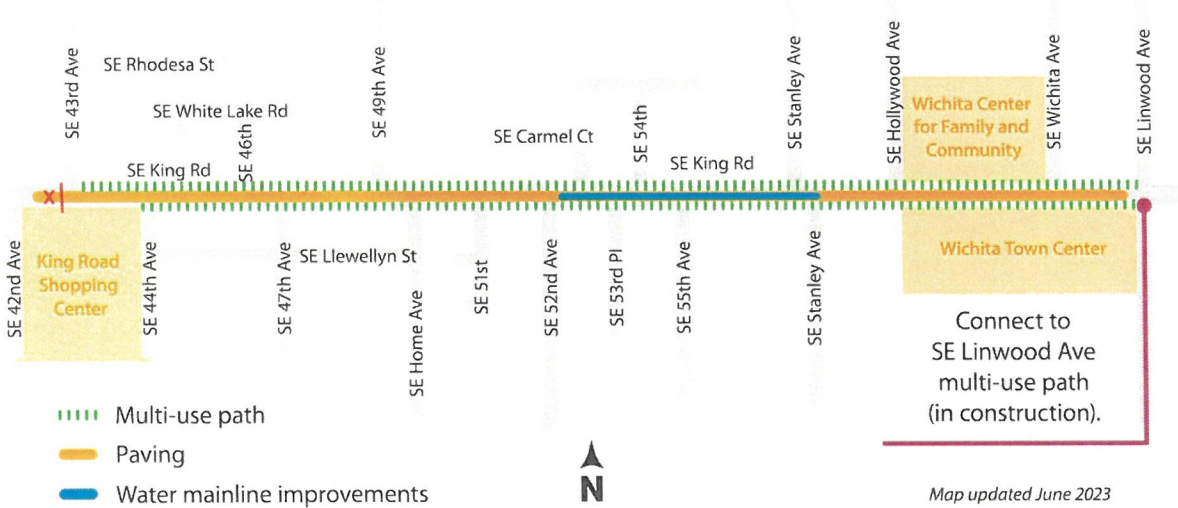 SE 43rd Ave
SE Rhodesa St
SE White Lake Rd
SE 46th
SE King Rd
SE 49th Ave
SE Carmel Ct
SE 54th
SE King Rd
SE Stanley Ave
SE Hollywood Ave
Wichita Center
for Family and
Community
SE Wichita Ave
SE Linwood Ave
x
SE 42nd Ave
King Road
Shopping
Center
SE 44th Ave
SE 47th Ave
SE Llewellyn St
SE Home Ave
SE 51st
SE 52nd Ave
SE 53rd Pl
SE 55th Ave
SE Stanley Ave
Wichita Town Center
Connect to
SE Linwood Ave
multi-use path
(in construction).
Multi-use path
Paving
Water mainline improvements
N
Map updated June 2023